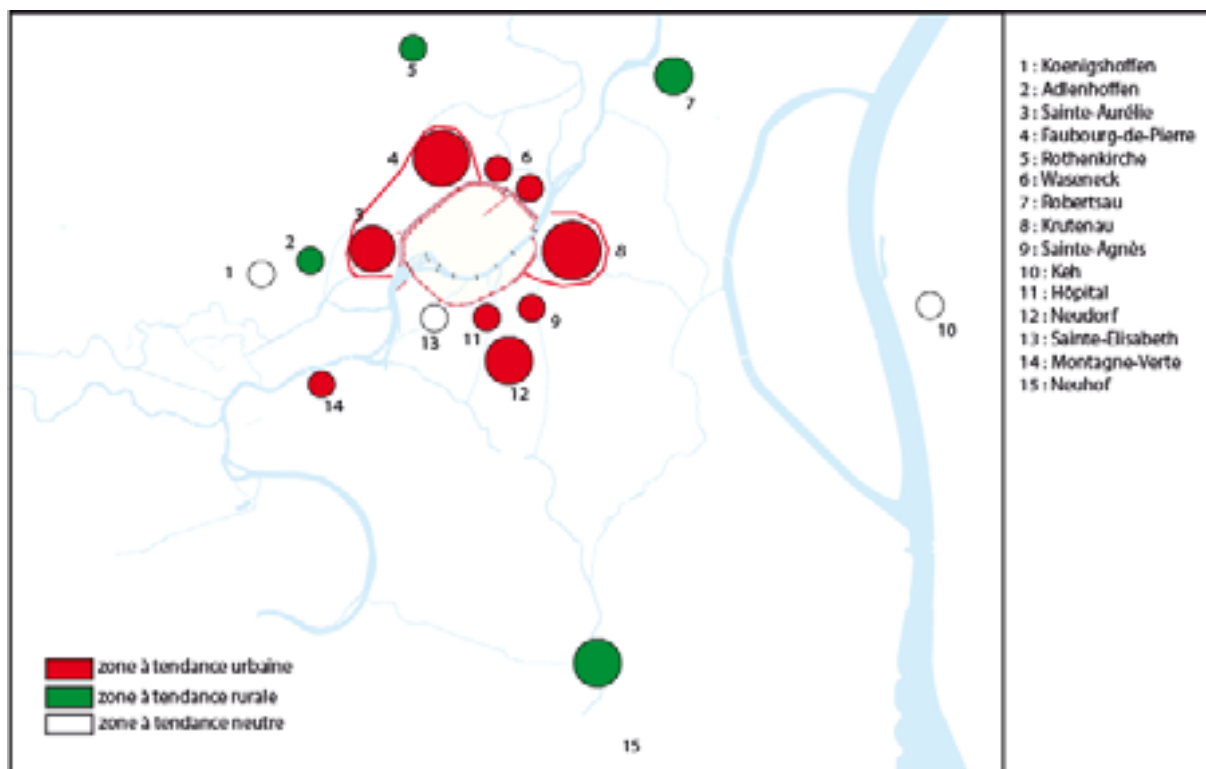 5
7
4
6
3
8
2
1
9
10
13
11
12
14
15
zone à tendance urbaine
zone à tendance rurale
zone à tendance neutre
1 : Koenigshoffen
2 : Adlenhoffen
3 : Sainte-Aurélie
4 : Faubourg-de-Pierre
5 : Rothenkirche
6 : Waseneck
7 : Robertsau
8 : Krutenau
9 : Sainte-Agnès
10 : Keh
11 : Hôpital
12 : Neudorf
13 : Sainte-Elisabeth
14 : Montagne-Verte
15 : Neuhof